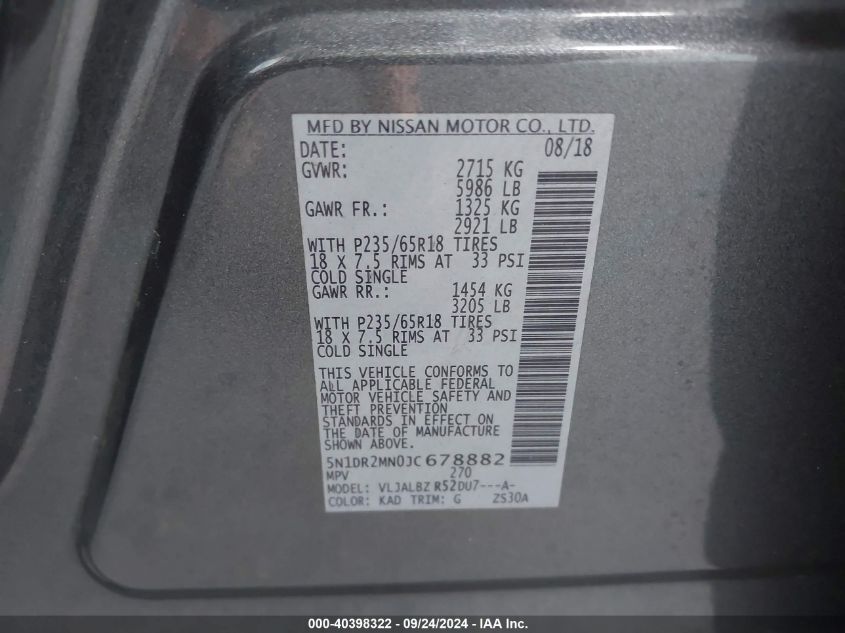 MFD BY NISSAN MOTOR CO., LTD.
DATE: 08/18
GVWR: 2715 KG
5986 LB
GAWR FR.: 1325 KG
2921 LB
WITH P235/65R18 TIRES
18 X 7.5 RIMS AT 33 PSI
COLD SINGLE
GAWR RR.: 1454 KG
3205 LB
WITH P235/65R18 TIRES
18 X 7.5 RIMS AT 33 PSI
COLD SINGLE
THIS VEHICLE CONFORMS TO
ALL APPLICABLE FEDERAL
MOTOR VEHICLE SAFETY AND
THEFT PREVENTION
STANDARDS IN EFFECT ON
THE DATE OF MANUFACTURE
SHOWN ABOVE.
5N1DR2MN0JC678882
MPV 270
MODEL: VLJALBZ R52DU7---A-
COLOR: KAD TRIM: G ZS30A
000-40398322 - 09/24/2024 - IAA Inc.